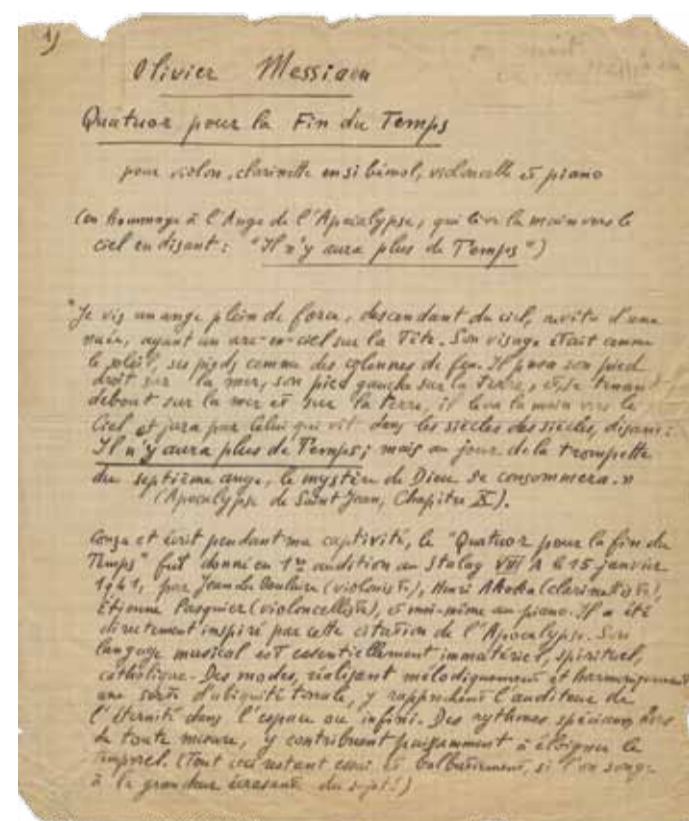 1)
Olivier Messiaen
Quatuor pour la Fin du Temps
pour violon, clarinette en si bémol, violoncelle et piano
(en hommage à l'Ange de l'Apocalypse, qui lève la main vers le
ciel en disant : "Il n'y aura plus de Temps")
"Je vis un ange plein de force, descendant du ciel, revêtu d'une
nuée, ayant un arc-en-ciel sur la tête. Son visage était comme
le soleil, ses pieds comme des colonnes de feu. Il posa son pied
droit sur la mer, son pied gauche sur la terre, et, se tenant
debout sur la mer et sur la terre, il leva la main vers le
Ciel et jura par Celui qui vit dans les siècles des siècles, disant :
Il n'y aura plus de Temps; mais au jour de la trompette
du septième ange, le mystère de Dieu se consommera."
(Apocalypse de Saint Jean, Chapitre X).
Conçu et écrit pendant ma captivité, le "Quatuor pour la fin du
Temps" fut donné en 1re audition au Stalag VIII A le 15 janvier
1941, par Jean Le Boulaire (violoniste), Henri Akoka (clarinettiste),
Étienne Pasquier (violoncelliste), et moi-même au piano. Il a été
directement inspiré par cette citation de l'Apocalypse. Son
langage musical est essentiellement immatériel, spirituel,
catholique. Des modes, réalisant mélodiquement et harmoniquement
une sorte d'ubiquité tonale, y rapprochent l'auditeur de
l'éternité dans l'espace ou infini. Des rythmes spéciaux, hors
de toute mesure, y contribuent puissamment à éloigner le
temporel. (Tout ceci restant essai et balbutiement, si l'on songe
à la grandeur écrasante du sujet!)